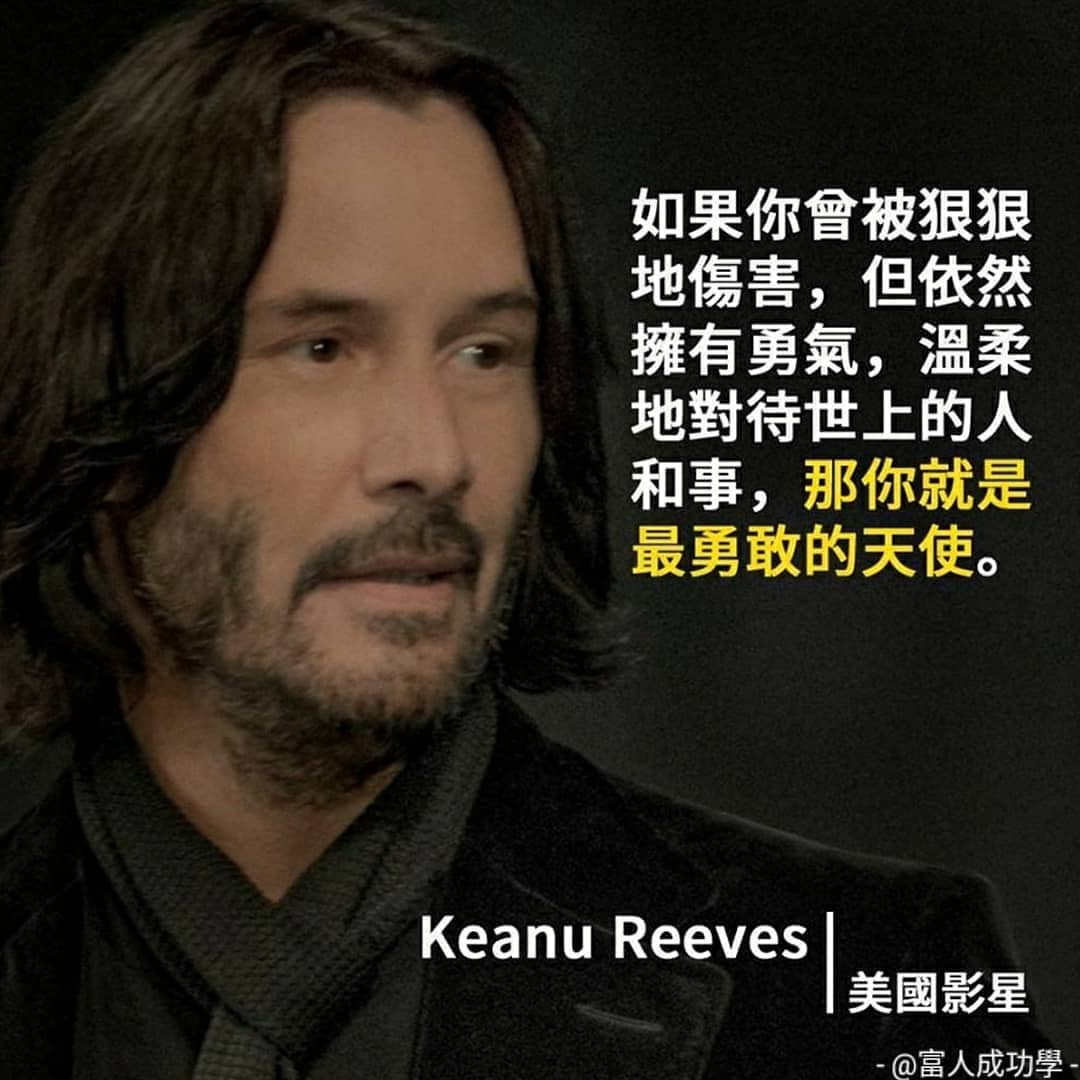 如果你曾被狠狠
地傷害，但依然
擁有勇氣，溫柔
地對待世上的人
和事，那你就是
最勇敢的天使。
Keanu Reeves
美國影星
- @富人成功學 -